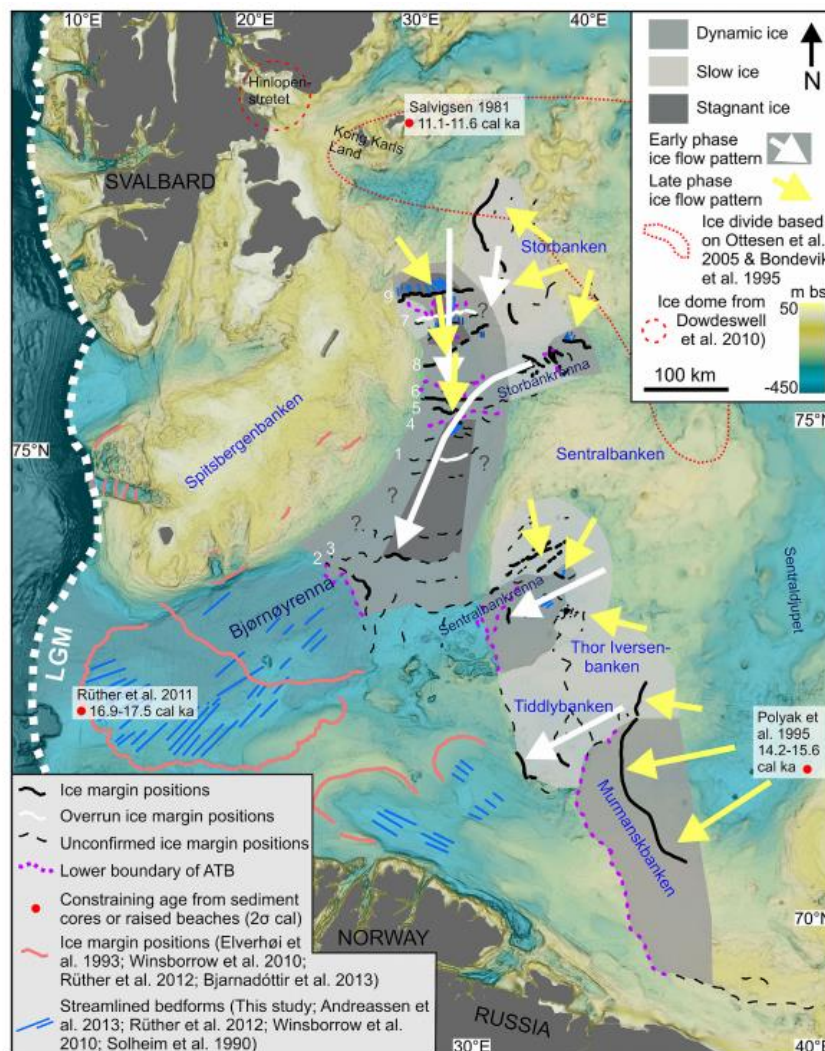 10°E
20°E
30°E
40°E
Dynamic ice
Slow ice
Stagnant ice
N
Early phase
ice flow pattern
Late phase
ice flow pattern
Ice divide based
on Ottesen et al.
2005 & Bondevik
et al. 1995
Ice dome from
Dowdeswell
et al. 2010)
m bsl
50
-450
100 km
Hinlopen-
stretet
Salvigsen 1981
11.1-11.6 cal ka
Kong Karls
Land
SVALBARD
Storbanken
9
7
?
8
Storbankrenna
6
5
4
75°N
75°N
Spitsbergenbanken
1
?
?
Sentralbanken
?
?
3
2
Bjørnøyrenna
Sentralbankrenna
Sentraldjupet
LGM
Thor Iversen-
banken
Rüther et al. 2011
16.9-17.5 cal ka
Tiddlybanken
Polyak et
al. 1995
14.2-15.6
cal ka
Murmanskbanken
Ice margin positions
Overrun ice margin positions
Unconfirmed ice margin positions
Lower boundary of ATB
Constraining age from sediment
cores or raised beaches (2σ cal)
Ice margin positions (Elverhøi et
al. 1993; Winsborrow et al. 2010;
Rüther et al. 2012; Bjarnadóttir et al. 2013)
Streamlined bedforms (This study; Andreassen et
al. 2013; Rüther et al. 2012; Winsborrow et al.
2010; Solheim et al. 1990)
NORWAY
70°N
RUSSIA
30°E
40°E